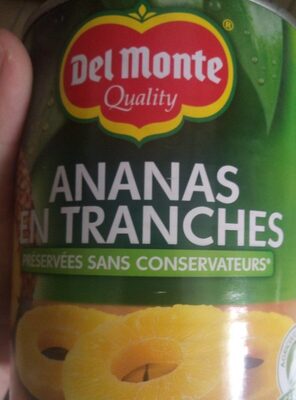 Del Monte
®
Quality
ANANAS
EN TRANCHES
PRÉSERVÉES SANS CONSERVATEURS*